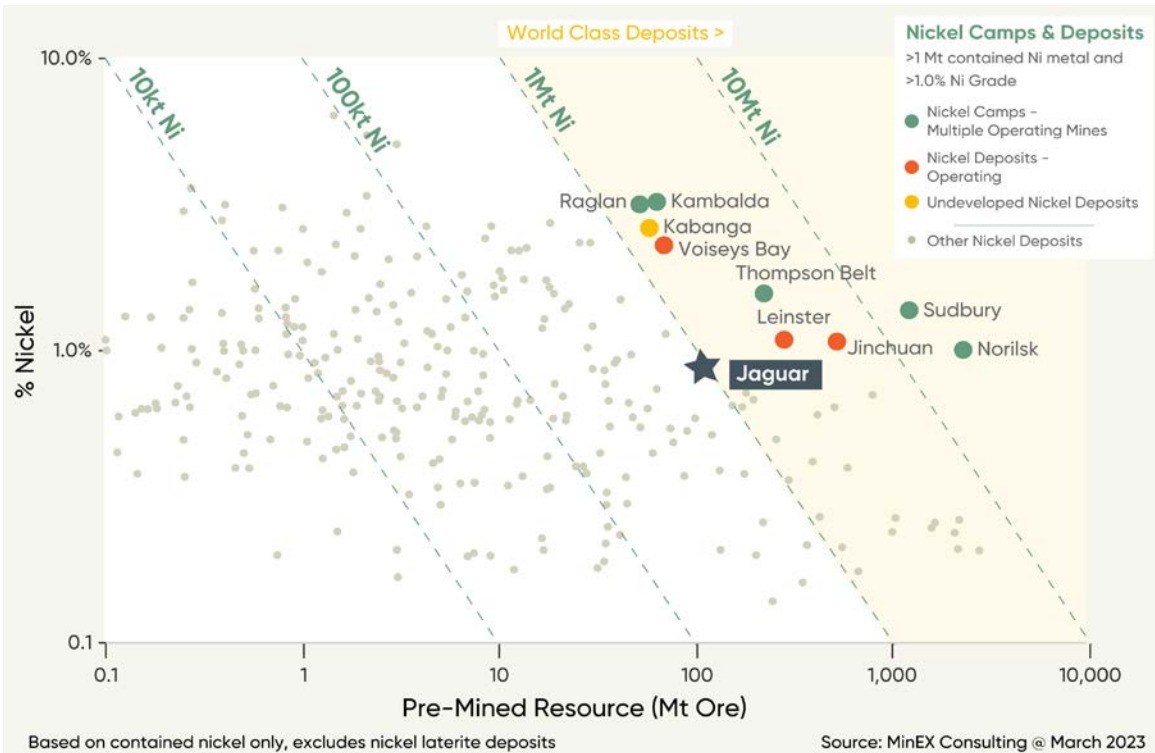 World Class Deposits >
Nickel Camps & Deposits
>1 Mt contained Ni metal and
>1.0% Ni Grade
Nickel Camps -
Multiple Operating Mines
Nickel Deposits -
Operating
Undeveloped Nickel Deposits
Other Nickel Deposits
10.0%
1.0%
0.1
% Nickel
10kt Ni
100kt Ni
1Mt Ni
10Mt Ni
Raglan
Kambalda
Kabanga
Voiseys Bay
Thompson Belt
Leinster
Sudbury
Jinchuan
Norilsk
Jaguar
0.1
1
10
100
1,000
10,000
Pre-Mined Resource (Mt Ore)
Based on contained nickel only, excludes nickel laterite deposits
Source: MinEX Consulting @ March 2023